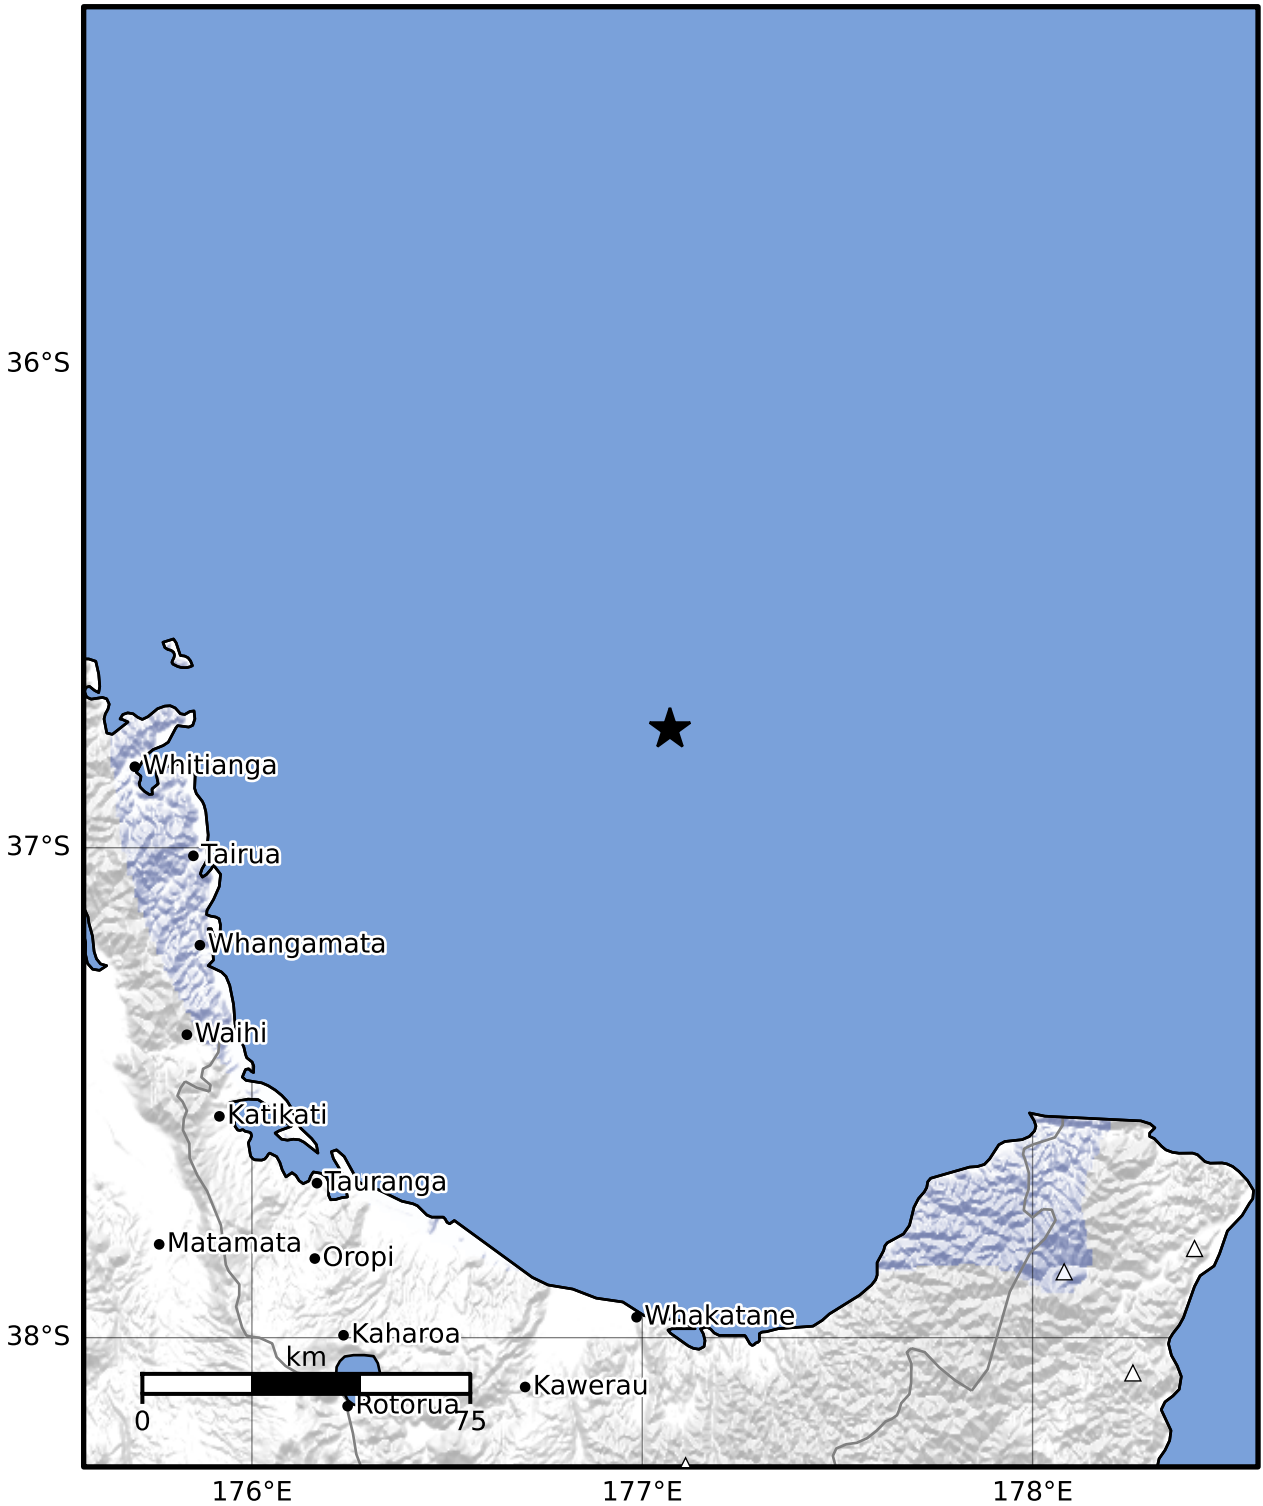 36°S
Whitianga
37°S
Tairua
Whangamata
Waihi
Katikati
Tauranga
Matamata
Oropi
Whakatane
38°S
Kaharoa
km
Kawerau
Rotorua
0
75
176°E
177°E
178°E